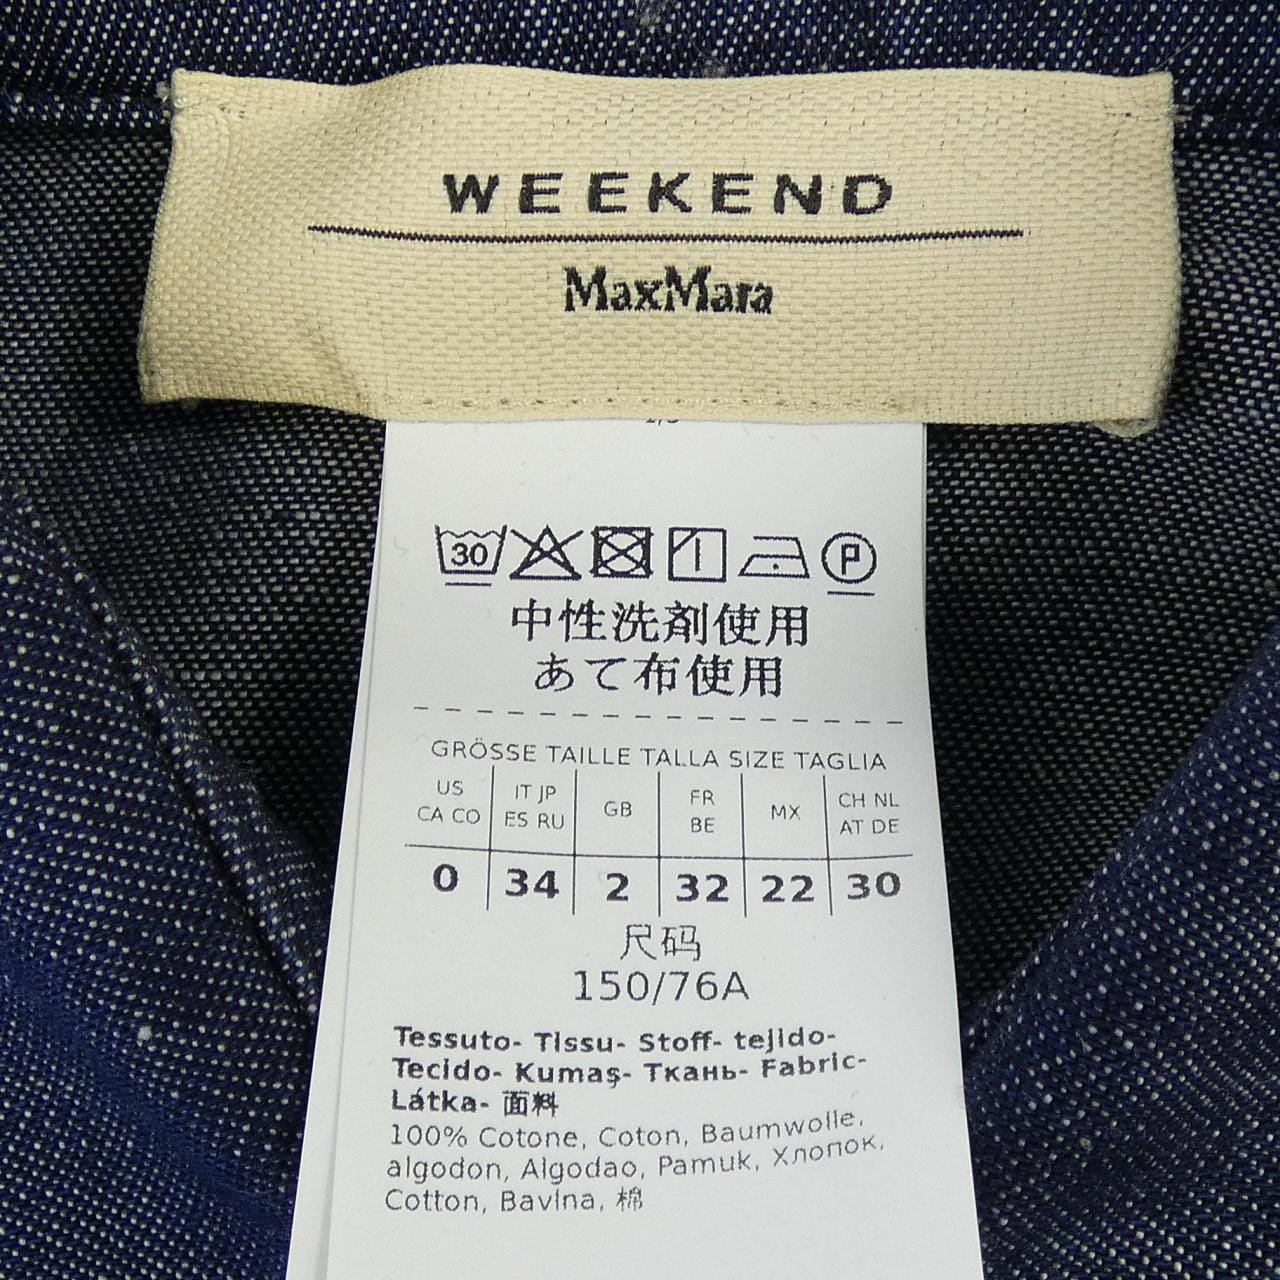 WEEKEND
MaxMara
30 P
中性洗剤使用
あて布使用
GRÖSSE TAILLE TALLA SIZE TAGLIA
US CA CO | IT JP ES RU | GB | FR BE | MX | CH NL AT DE
0 | 34 | 2 | 32 | 22 | 30
尺码
150/76A
Tessuto- Tissu- Stoff- tejido-
Tecido- Kumaş- Ткань- Fabric-
Látka- 面料
100% Cotone, Coton, Baumwolle,
algodon, Algodao, Pamuk, Хлопок,
Cotton, Bavlna, 棉